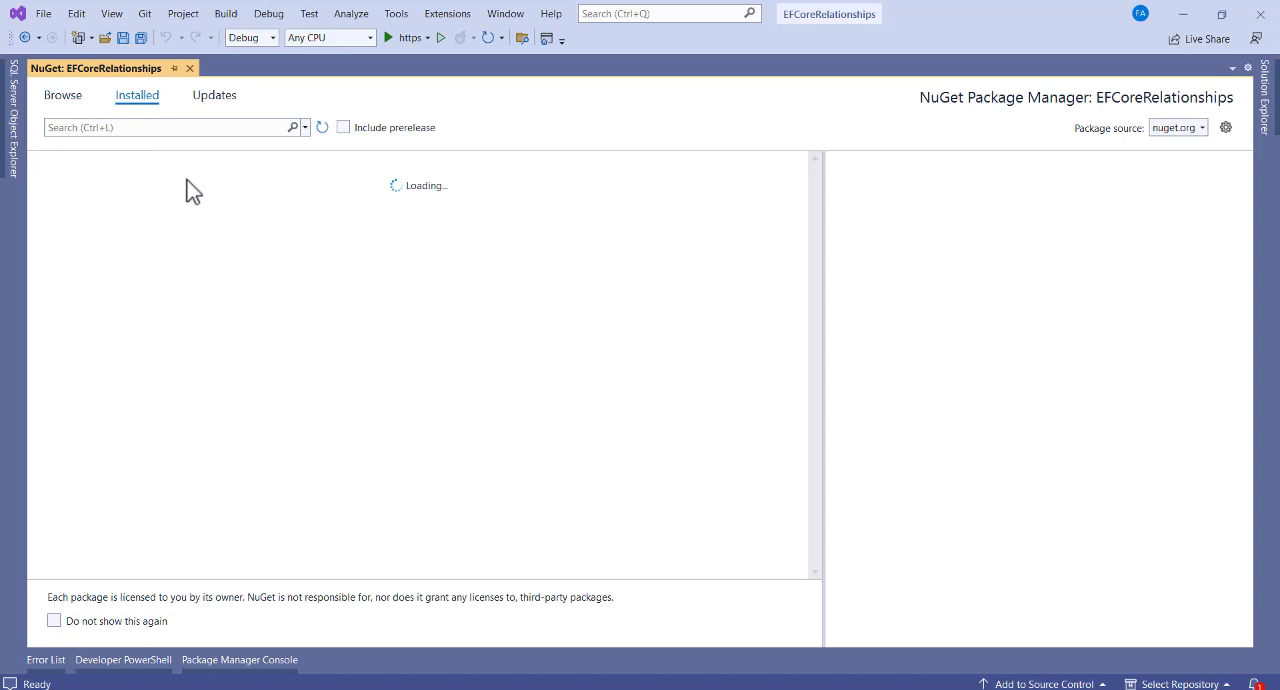 File Edit View Git Project Build Debug Test Analyze Tools Extensions Window Help Search (Ctrl+Q) EFCoreRelationships FA
Debug Any CPU https Live Share
NuGet: EFCoreRelationships
SQL Server Object Explorer
Solution Explorer
Browse Installed Updates NuGet Package Manager: EFCoreRelationships
Search (Ctrl+L) Include prerelease Package source: nuget.org
Loading...
Each package is licensed to you by its owner. NuGet is not responsible for, nor does it grant any licenses to, third-party packages.
Do not show this again
Error List Developer PowerShell Package Manager Console
Ready Add to Source Control Select Repository 1